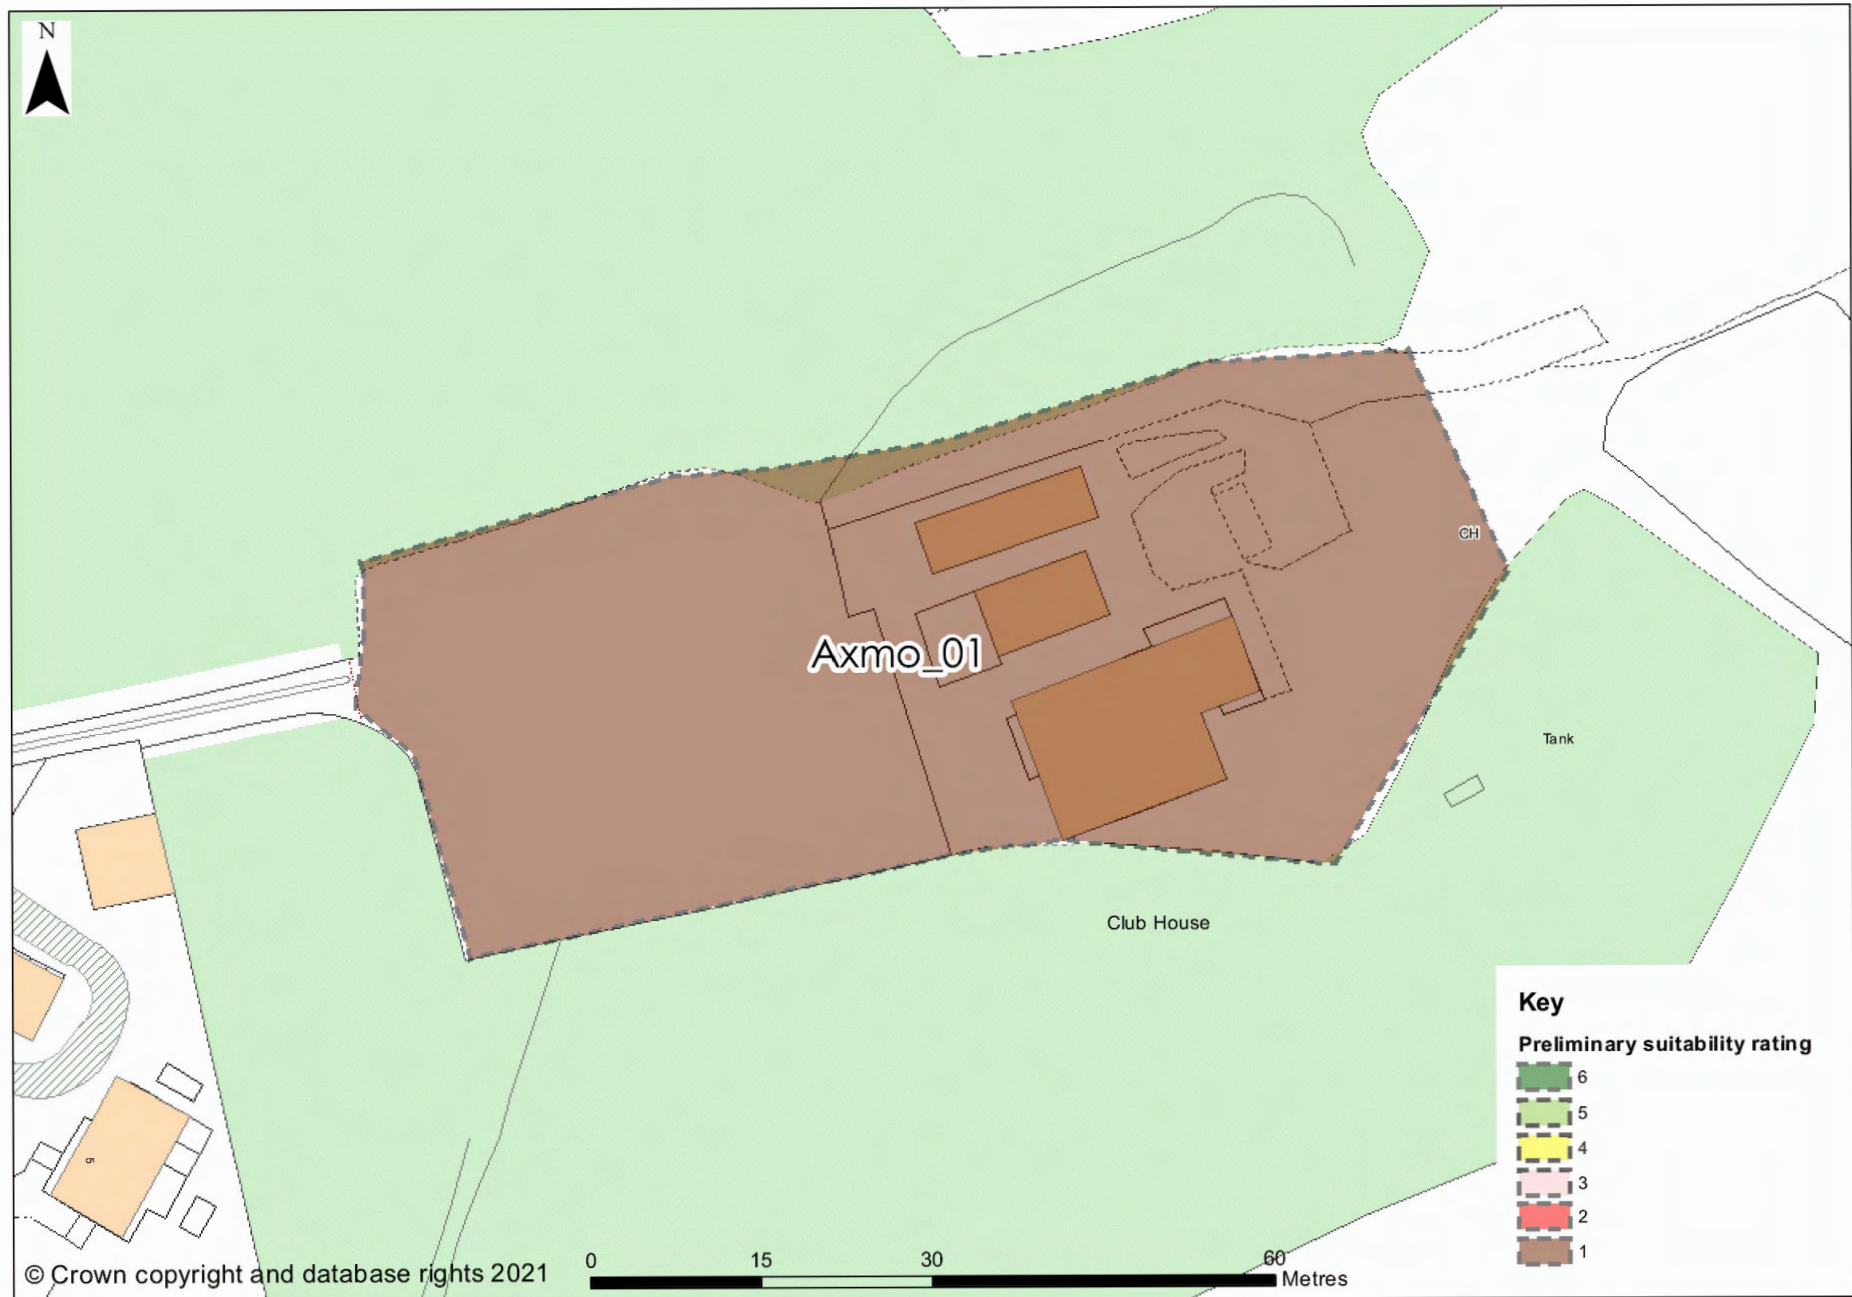 N
CH
Axmo_01
Tank
Club House
Key
Preliminary suitability rating
6
5
4
3
2
1
5
0 15 30 60
Metres
© Crown copyright and database rights 2021